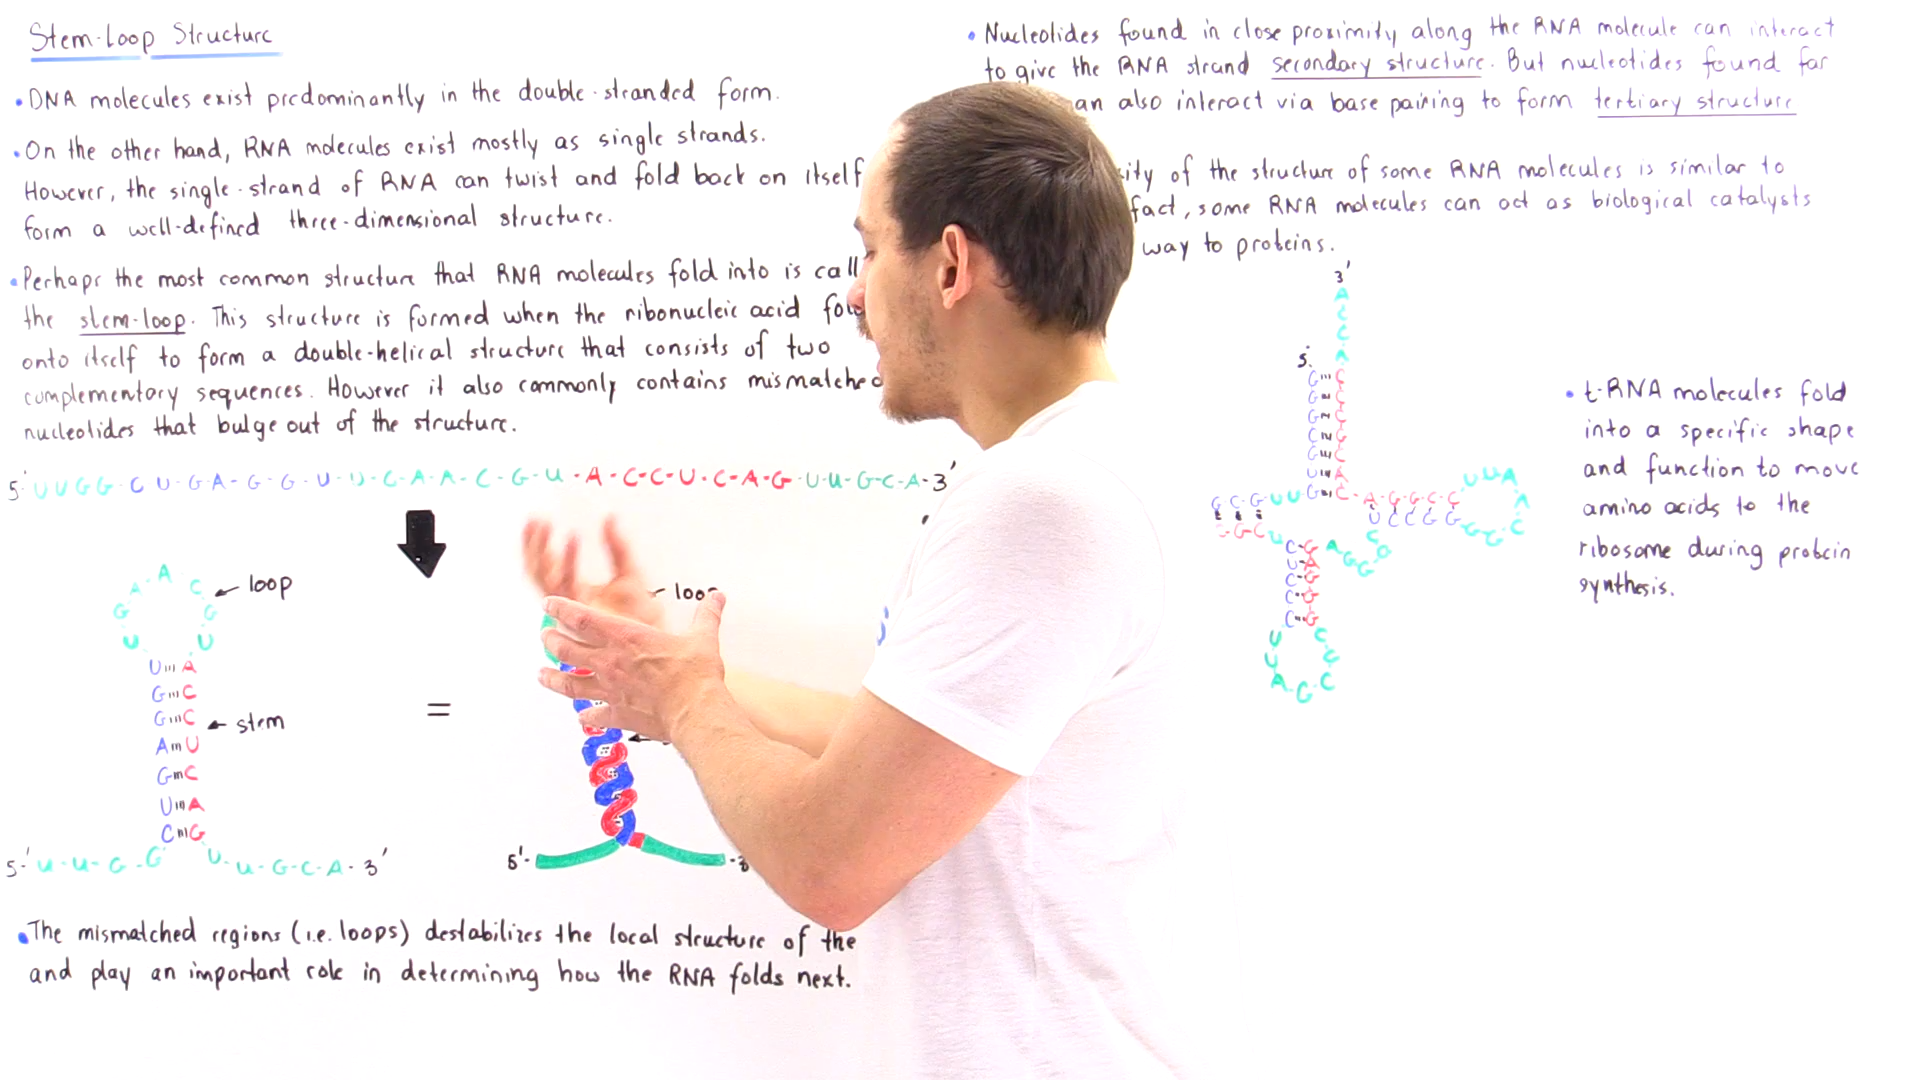 Stem-Loop Structure
• DNA molecules exist predominantly in the double-stranded form.
• On the other hand, RNA molecules exist mostly as single strands.
However, the single-strand of RNA can twist and fold back on itself
form a well-defined three-dimensional structure.
• Perhaps the most common structure that RNA molecules fold into is call
the stem-loop. This structure is formed when the ribonucleic acid fo
onto itself to form a double-helical structure that consists of two
complementary sequences. However it also commonly contains mismatched
nucleotides that bulge out of the structure.
5' U U G G - C U - G A - G - G - U - U - G - A - A - C - G - U - A - C - C - U - C - A - G - U - U - G - C - A - 3'
A A C
G G
U U
← loop
U A
G C
G C
← stem
A U
G C
U A
C G
5' - U - U - G - G U - U - G - C - A - 3'
=
loop
5'-
• The mismatched regions (i.e. loops) destabilizes the local structure of the
and play an important role in determining how the RNA folds next.
• Nucleotides found in close proximity along the RNA molecule can interact
to give the RNA strand secondary structure. But nucleotides found far
an also interact via base pairing to form tertiary structure
ity of the structure of some RNA molecules is similar to
fact, some RNA molecules can act as biological catalysts
way to proteins.
3'
A
C
C
A
5'
G C
G C
G C
C G
G C
U A
G C - A - G - G - C - C U U A
G C G U U
U C C G G
C G C U
A
C
G G G
C G
U A
C G
C G
C G
A G G C
U C
U C
A G C
• t-RNA molecules fold
into a specific shape
and function to move
amino acids to the
ribosome during protein
synthesis.